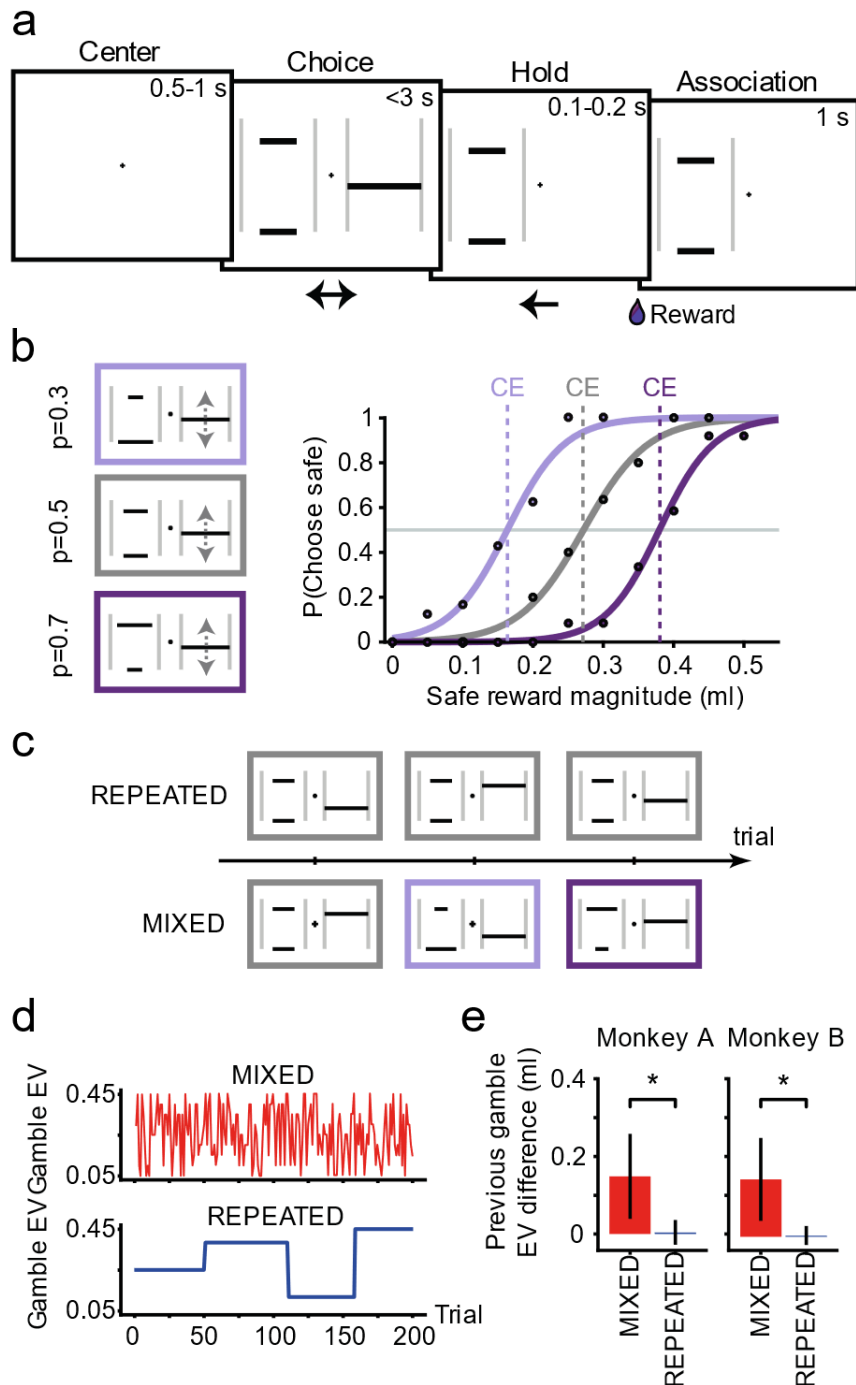 a
Center
0.5-1 s
Choice
<3 s
Hold
0.1-0.2 s
Association
1 s
Reward
b
p=0.3
p=0.5
p=0.7
CE CE CE
P(Choose safe)
1
0.8
0.6
0.4
0.2
0
0 0.1 0.2 0.3 0.4 0.5
Safe reward magnitude (ml)
c
REPEATED
trial
MIXED
d
MIXED
Gamble EV
0.45
0.05
REPEATED
Gamble EV
0.45
0.05
0 50 100 150 200
Trial
e
Monkey A Monkey B
Previous gamble
EV difference (ml)
0.4
0.2
0
* *
MIXED
REPEATED
MIXED
REPEATED